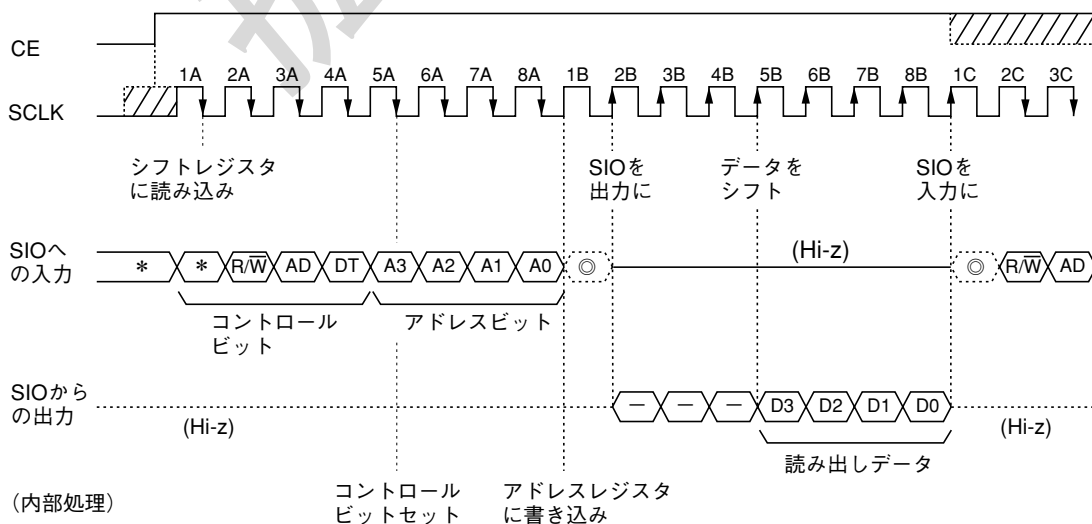 CE
1A 2A 3A 4A 5A 6A 7A 8A 1B 2B 3B 4B 5B 6B 7B 8B 1C 2C 3C
SCLK
シフトレジスタ
に読み込み
SIOを
出力に
データを
シフト
SIOを
入力に
SIOへ
の入力
* * R/W̅ AD DT A3 A2 A1 A0 ◎ (Hi-z) ◎ R/W̅ AD
コントロール
ビット
アドレスビット
SIOから
の出力
(Hi-z) － － － D3 D2 D1 D0 (Hi-z)
読み出しデータ
(内部処理)
コントロール
ビットセット
アドレスレジスタ
に書き込み